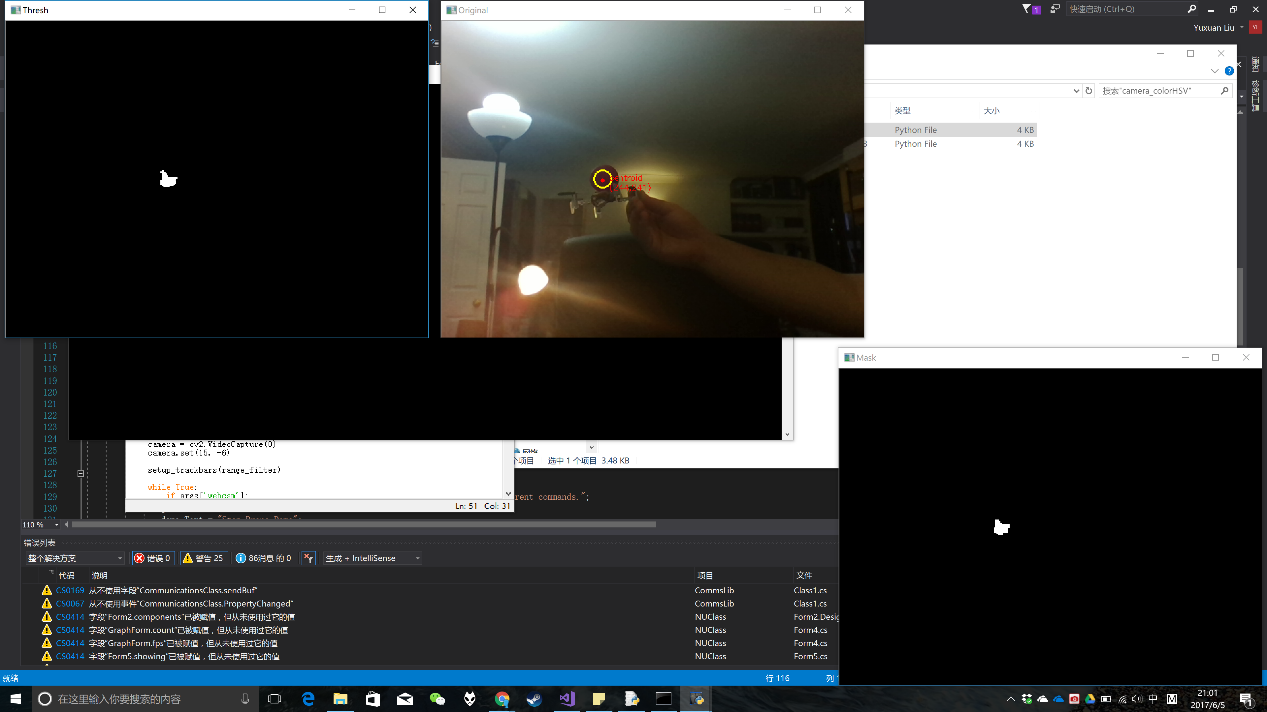 Thresh
Original
快速启动 (Ctrl+Q)
Yuxuan Liu
搜索"camera_colorHSV"
类型
大小
Python File
4 KB
Python File
4 KB
116
117
118
119
120
121
122
123
124
125
126
127
128
129
130
camera = cv2.VideoCapture(0)
camera.set(15, -6)
setup_trackbars(range_filter)
while True:
if args['webcam']:
Ln: 51 Col: 31
个项目 选中 1 个项目 3.48 KB
rent commands.";
Mask
110 %
错误列表
整个解决方案
错误 0
警告 25
86消息 的 0
生成 + IntelliSense
代码
说明
项目
文件
CS0169 从不使用字段"CommunicationsClass.sendBuf" CommsLib Class1.cs
CS0067 从不使用事件"CommunicationsClass.PropertyChanged" CommsLib Class1.cs
CS0414 字段"Form2.components"已被赋值，但从未使用过它的值 NUClass Form2.Desig
CS0414 字段"GraphForm.count"已被赋值，但从未使用过它的值 NUClass Form4.cs
CS0414 字段"GraphForm.fps"已被赋值，但从未使用过它的值 NUClass Form4.cs
CS0414 字段"Form5.showing"已被赋值，但从未使用过它的值 NUClass Form5.cs
就绪
行 116
列 1
在这里输入你要搜索的内容
中
M
21:01
2017/6/5